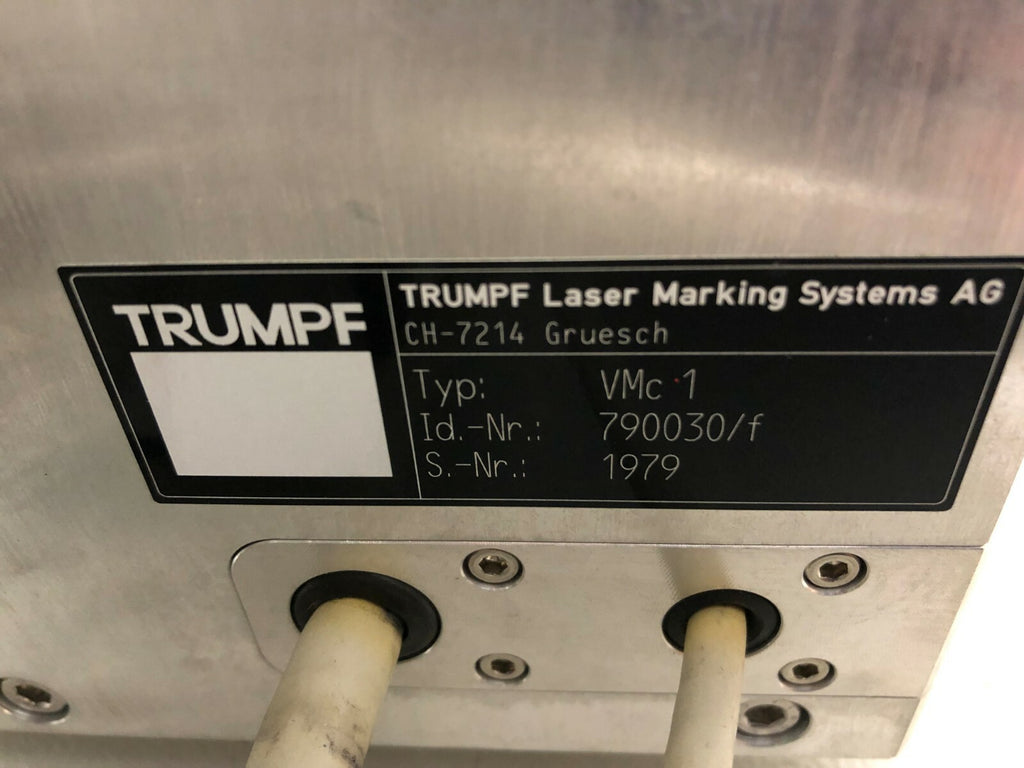 TRUMPF
TRUMPF Laser Marking Systems AG
CH-7214 Gruesch
Typ: VMc 1
Id.-Nr.: 790030/f
S.-Nr.: 1979